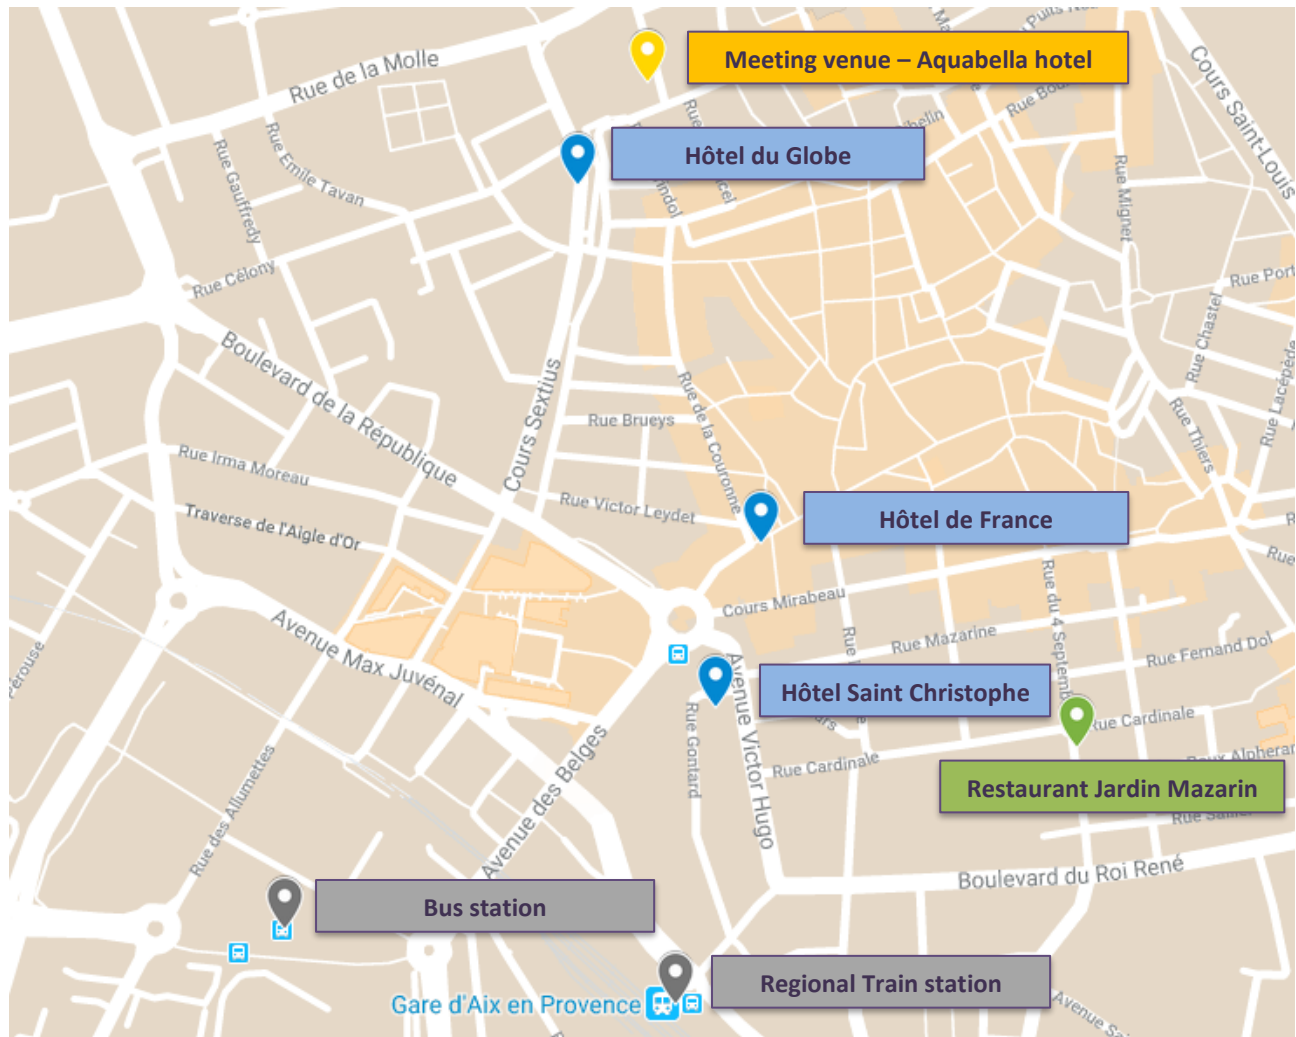 Meeting venue – Aquabella hotel
Rue de la Molle
Cours Saint-Louis
Hôtel du Globe
Rue Emile Tavan
Rue Gauffredy
Rue Mignet
Rue Célony
Rue Chastel
Boulevard de la République
Rue Lacépède
Cours Sextius
Rue Brueys
Rue de la Couronne
Rue Thiers
Rue Irma Moreau
Rue Victor Leydet
Traverse de l'Aigle d'Or
Hôtel de France
Cours Mirabeau
Rue du 4 Septemb
Rue Mazarine
Rue Fernand Dol
Avenue Max Juvénal
Avenue Victor Hugo
Hôtel Saint Christophe
Rue Gontard
Rue Cardinale
Rue Cardinale
Avenue des Belges
Restaurant Jardin Mazarin
Rue des Allumettes
Boulevard du Roi René
Bus station
Regional Train station
Gare d'Aix en Provence